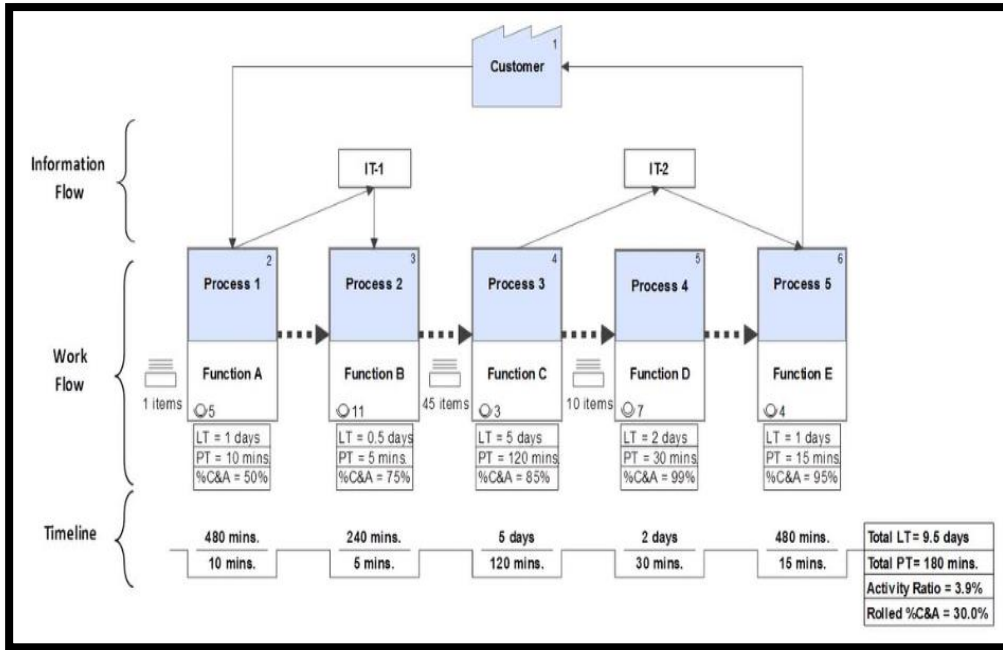 1
Customer
Information
Flow
IT-1
IT-2
2
Process 1
3
Process 2
4
Process 3
5
Process 4
6
Process 5
Work
Flow
1 items
Function A
5
Function B
11
45 items
Function C
3
10 items
Function D
7
Function E
4
LT = 1 days
PT = 10 mins.
%C&A = 50%
LT = 0.5 days
PT = 5 mins.
%C&A = 75%
LT = 5 days
PT = 120 mins.
%C&A = 85%
LT = 2 days
PT = 30 mins.
%C&A = 99%
LT = 1 days
PT = 15 mins.
%C&A = 95%
Timeline
480 mins.
10 mins.
240 mins.
5 mins.
5 days
120 mins.
2 days
30 mins.
480 mins.
15 mins.
Total LT= 9.5 days
Total PT= 180 mins.
Activity Ratio = 3.9%
Rolled %C&A = 30.0%